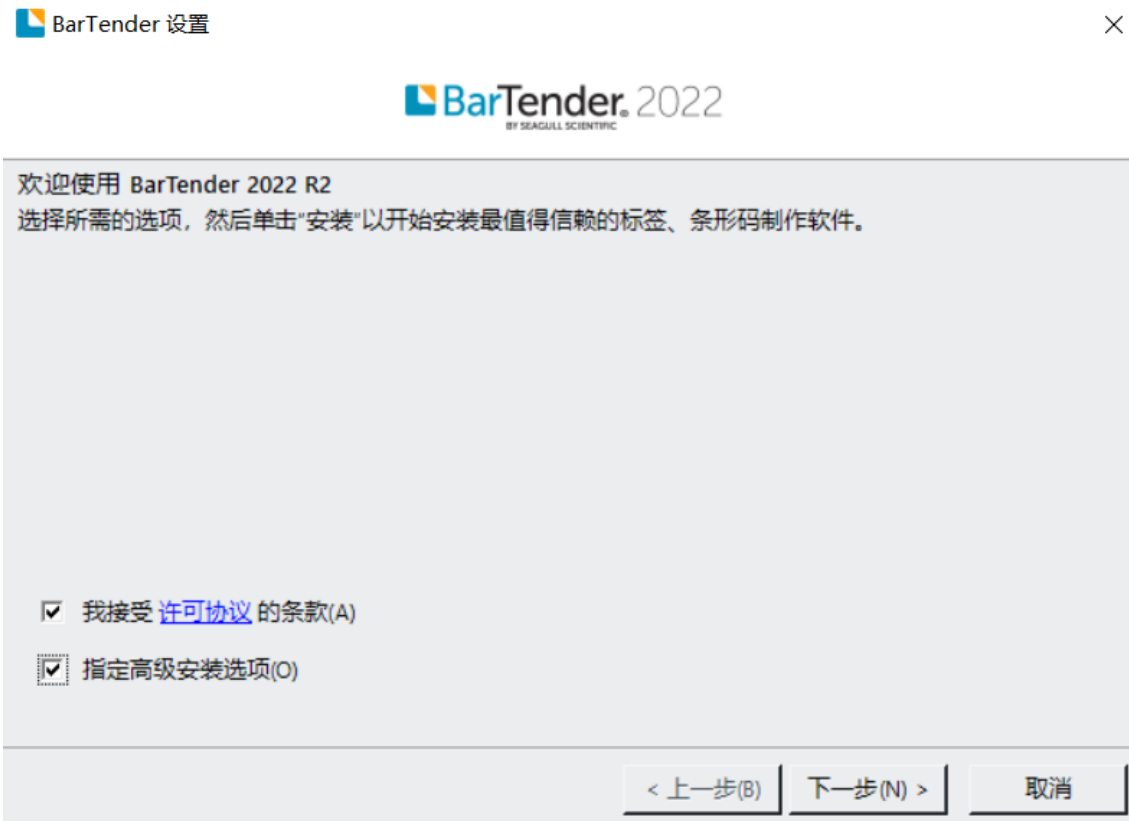 BarTender 设置
BarTender® 2022
BY SEAGULL SCIENTIFIC
欢迎使用 BarTender 2022 R2
选择所需的选项，然后单击“安装”以开始安装最值得信赖的标签、条形码制作软件。
我接受 许可协议 的条款(A)
指定高级安装选项(O)
< 上一步(B) 下一步(N) > 取消